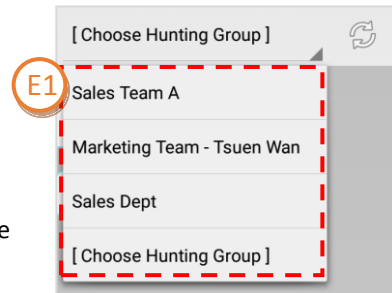 [ Choose Hunting Group ]
E1
Sales Team A
Marketing Team - Tsuen Wan
Sales Dept
e
[ Choose Hunting Group ]